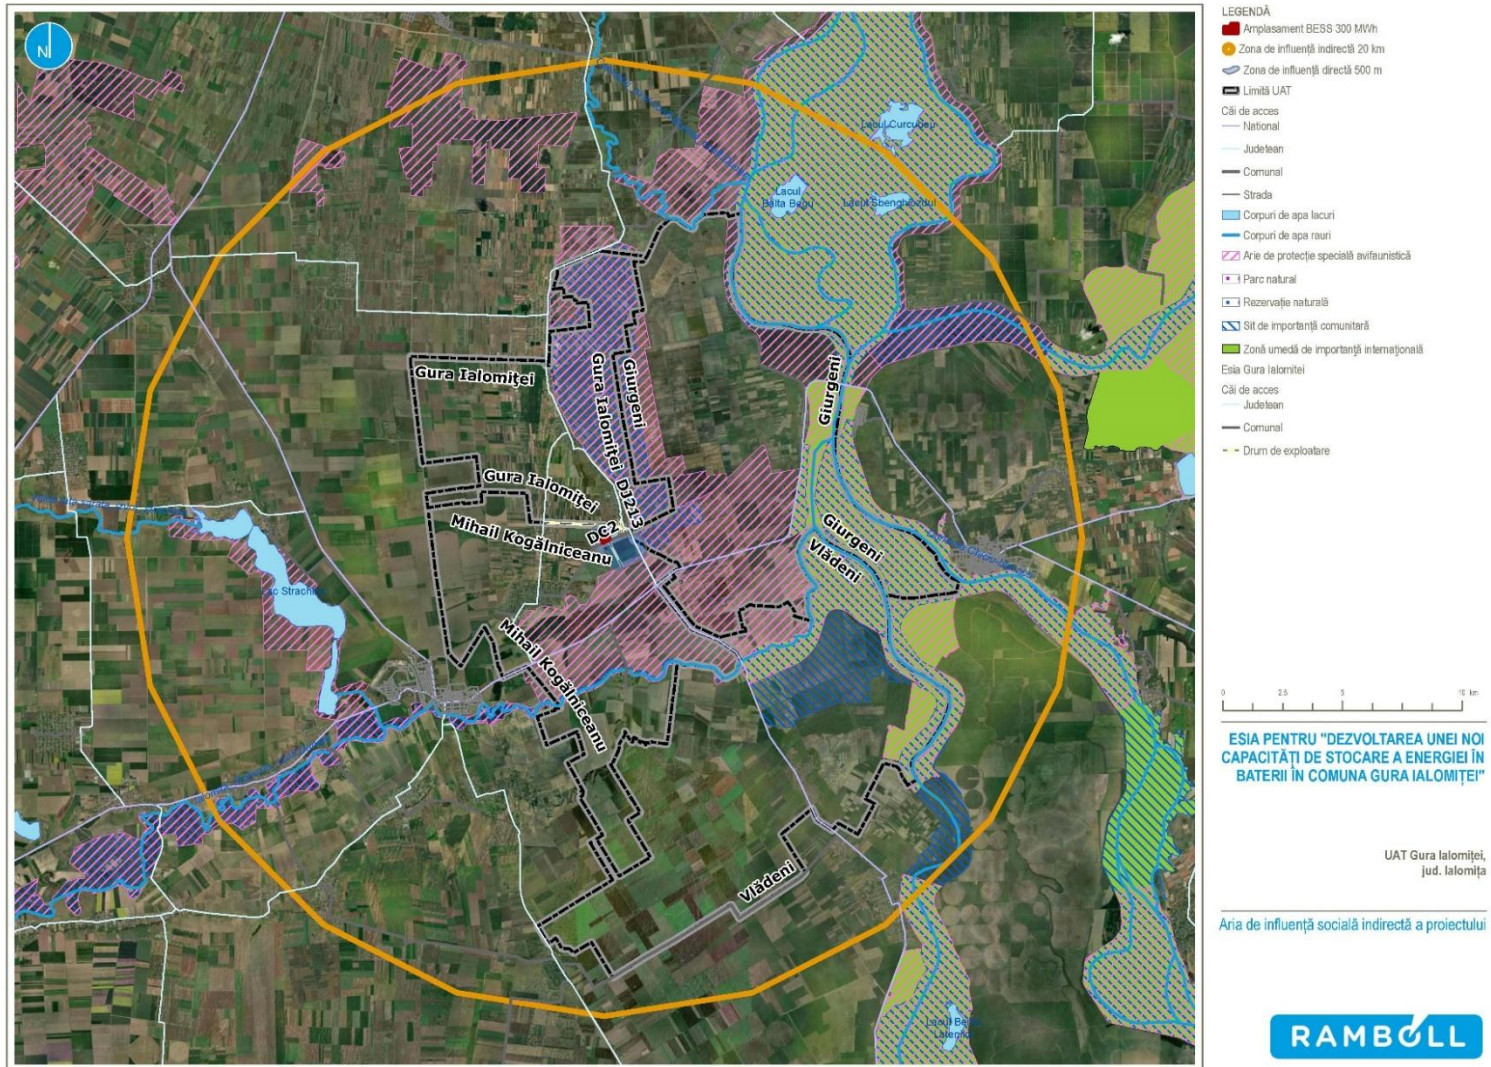 N
Lacul Curcubeu
Lacul
Balta Begu
Gura Ialomiței
Giurgeni
Gura Ialomiței
Giurgeni
Gura Ialomiței
DJ213
DC2
Mihail Kogălniceanu
Giurgeni
Vlădeni
Mihail Kogălniceanu
Vlădeni
LEGENDĂ
Amplasament BESS 300 MWh
Zona de influență indirectă 20 km
Zona de influență directă 500 m
Limită UAT
Căi de acces
National
Județean
Comunal
Strada
Corpuri de apa lacuri
Corpuri de apa rauri
Arie de protecție specială avifaunistică
Parc natural
Rezervație naturală
Sit de importanță comunitară
Zonă umedă de importanță internațională
Esia Gura Ialomitei
Căi de acces
Județean
Comunal
Drum de exploatare
0 2.5 5 10 km
ESIA PENTRU "DEZVOLTAREA UNEI NOI
CAPACITĂȚI DE STOCARE A ENERGIEI ÎN
BATERII ÎN COMUNA GURA IALOMIȚEI"
UAT Gura Ialomiței,
jud. Ialomița
Aria de influență socială indirectă a proiectului
RAMBOLL